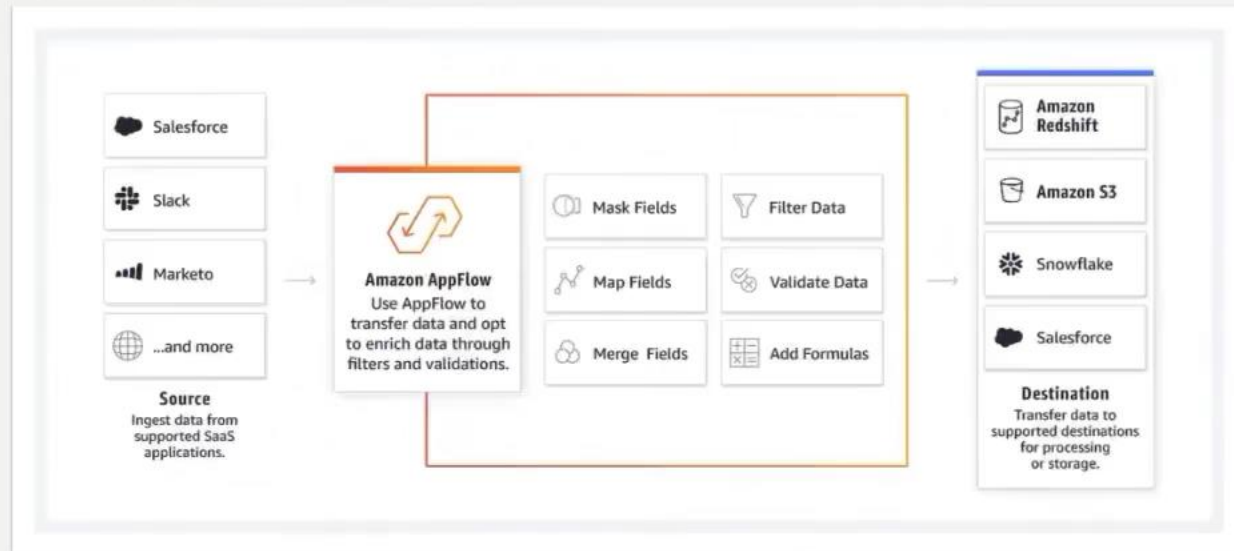 Salesforce
Slack
Marketo
...and more
Source
Ingest data from
supported SaaS
applications.
Amazon AppFlow
Use AppFlow to
transfer data and opt
to enrich data through
filters and validations.
Mask Fields
Filter Data
Map Fields
Validate Data
Merge Fields
Add Formulas
Amazon
Redshift
Amazon S3
Snowflake
Salesforce
Destination
Transfer data to
supported destinations
for processing
or storage.